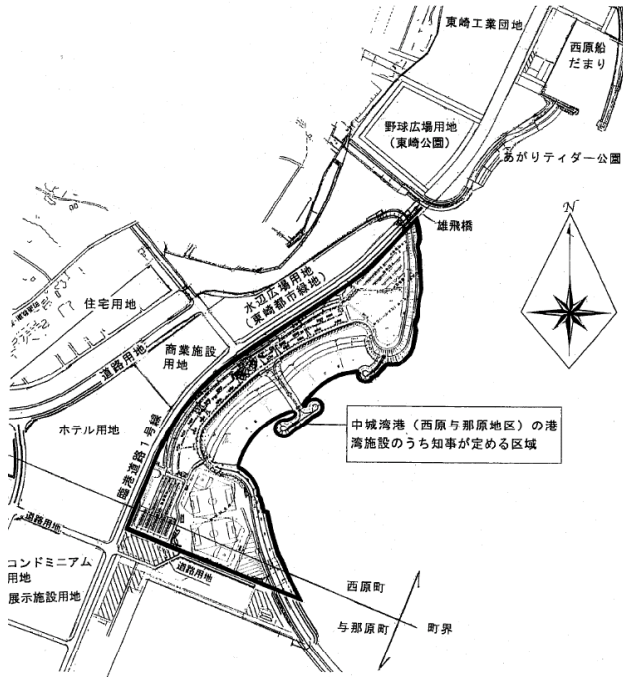 東崎工業団地
西原船
だまり
野球広場用地
(東崎公園)
あがりティダー公園
雄飛橋
N
水辺広場用地
(東崎都市緑地)
住宅用地
商業施設
用地
道路用地
ホテル用地
臨港道路1号線
中城湾港(西原与那原地区)の港
湾施設のうち知事が定める区域
道路用地
コンドミニアム
用地
展示施設用地
道路用地
西原町
与那原町
町界